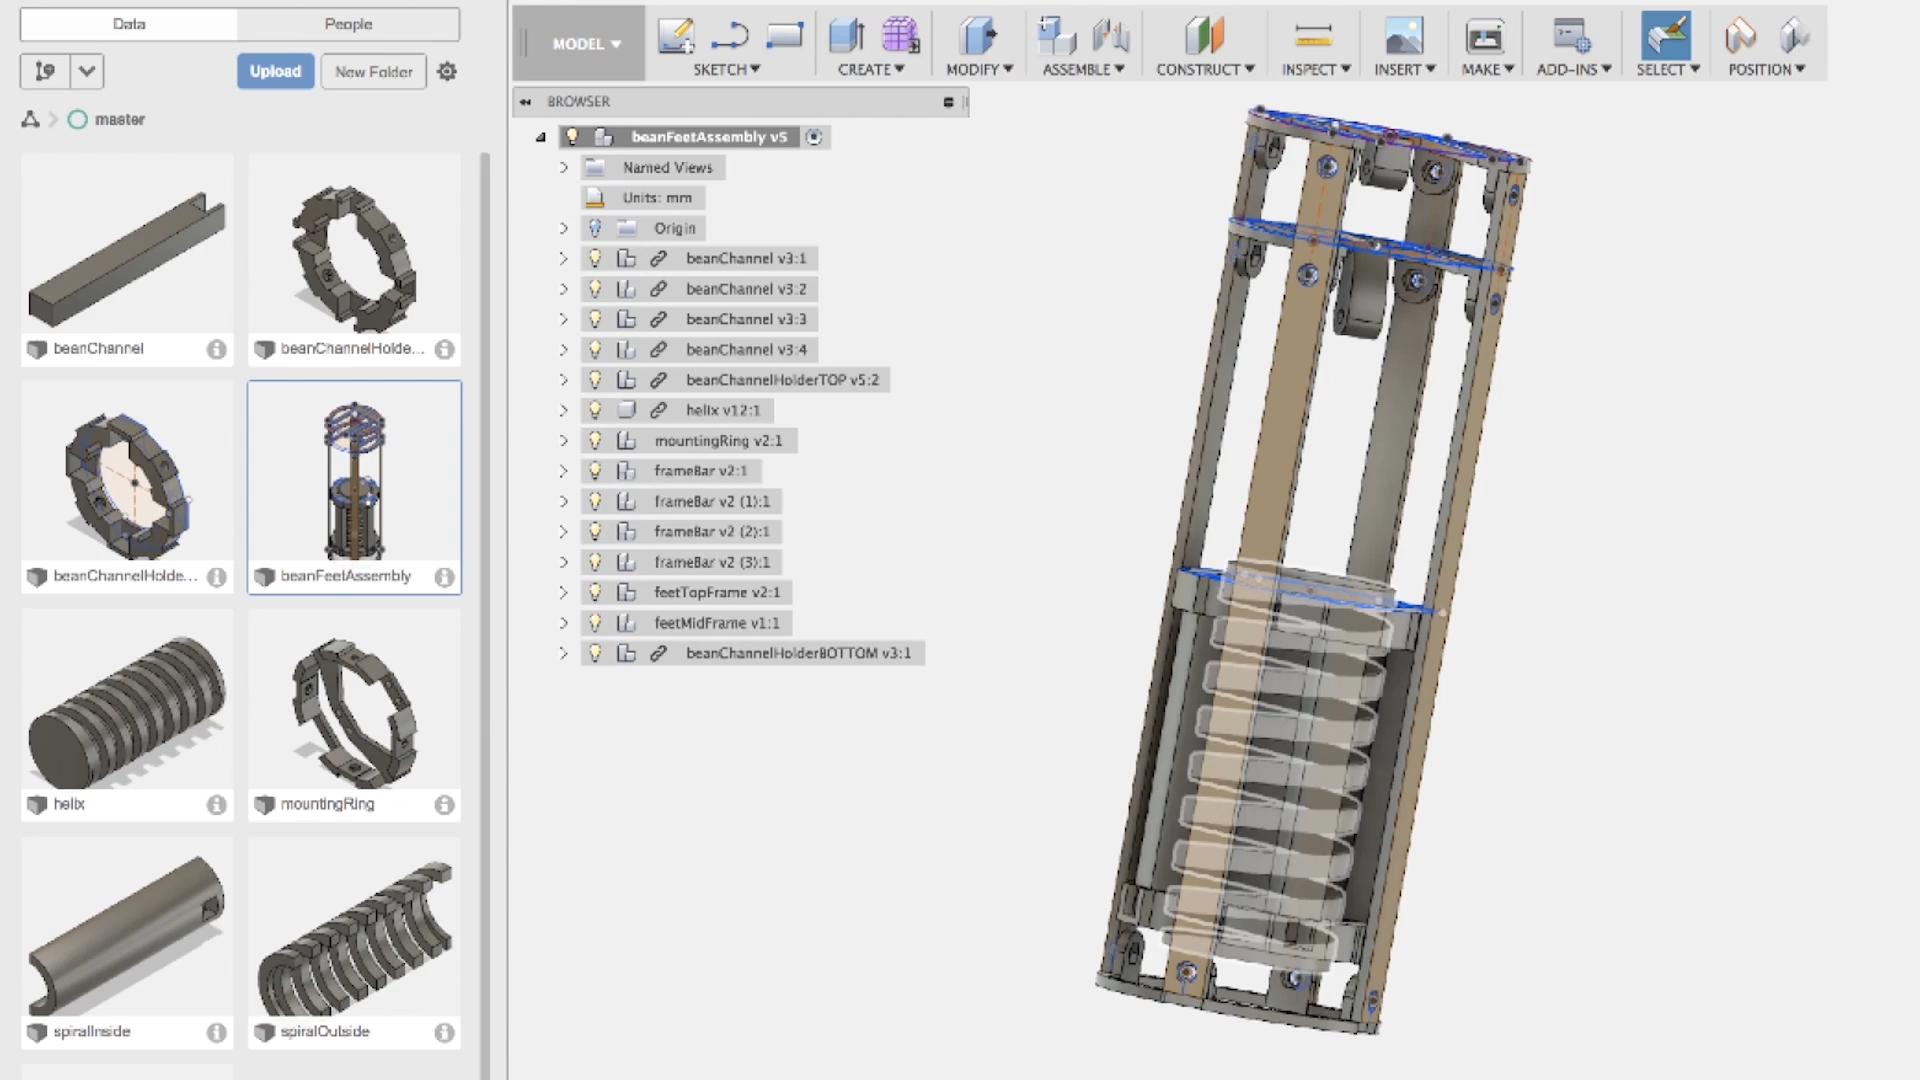 Data
People
Upload
New Folder
master
beanChannel
beanChannelHolde...
beanChannelHolde...
beanFeetAssembly
helix
mountingRing
spiralInside
spiralOutside
MODEL
SKETCH
CREATE
MODIFY
ASSEMBLE
CONSTRUCT
INSPECT
INSERT
MAKE
ADD-INS
SELECT
POSITION
BROWSER
beanFeetAssembly v5
Named Views
Units: mm
Origin
beanChannel v3:1
beanChannel v3:2
beanChannel v3:3
beanChannel v3:4
beanChannelHolderTOP v5:2
helix v12:1
mountingRing v2:1
frameBar v2:1
frameBar v2 (1):1
frameBar v2 (2):1
frameBar v2 (3):1
feetTopFrame v2:1
feetMidFrame v1:1
beanChannelHolderBOTTOM v3:1